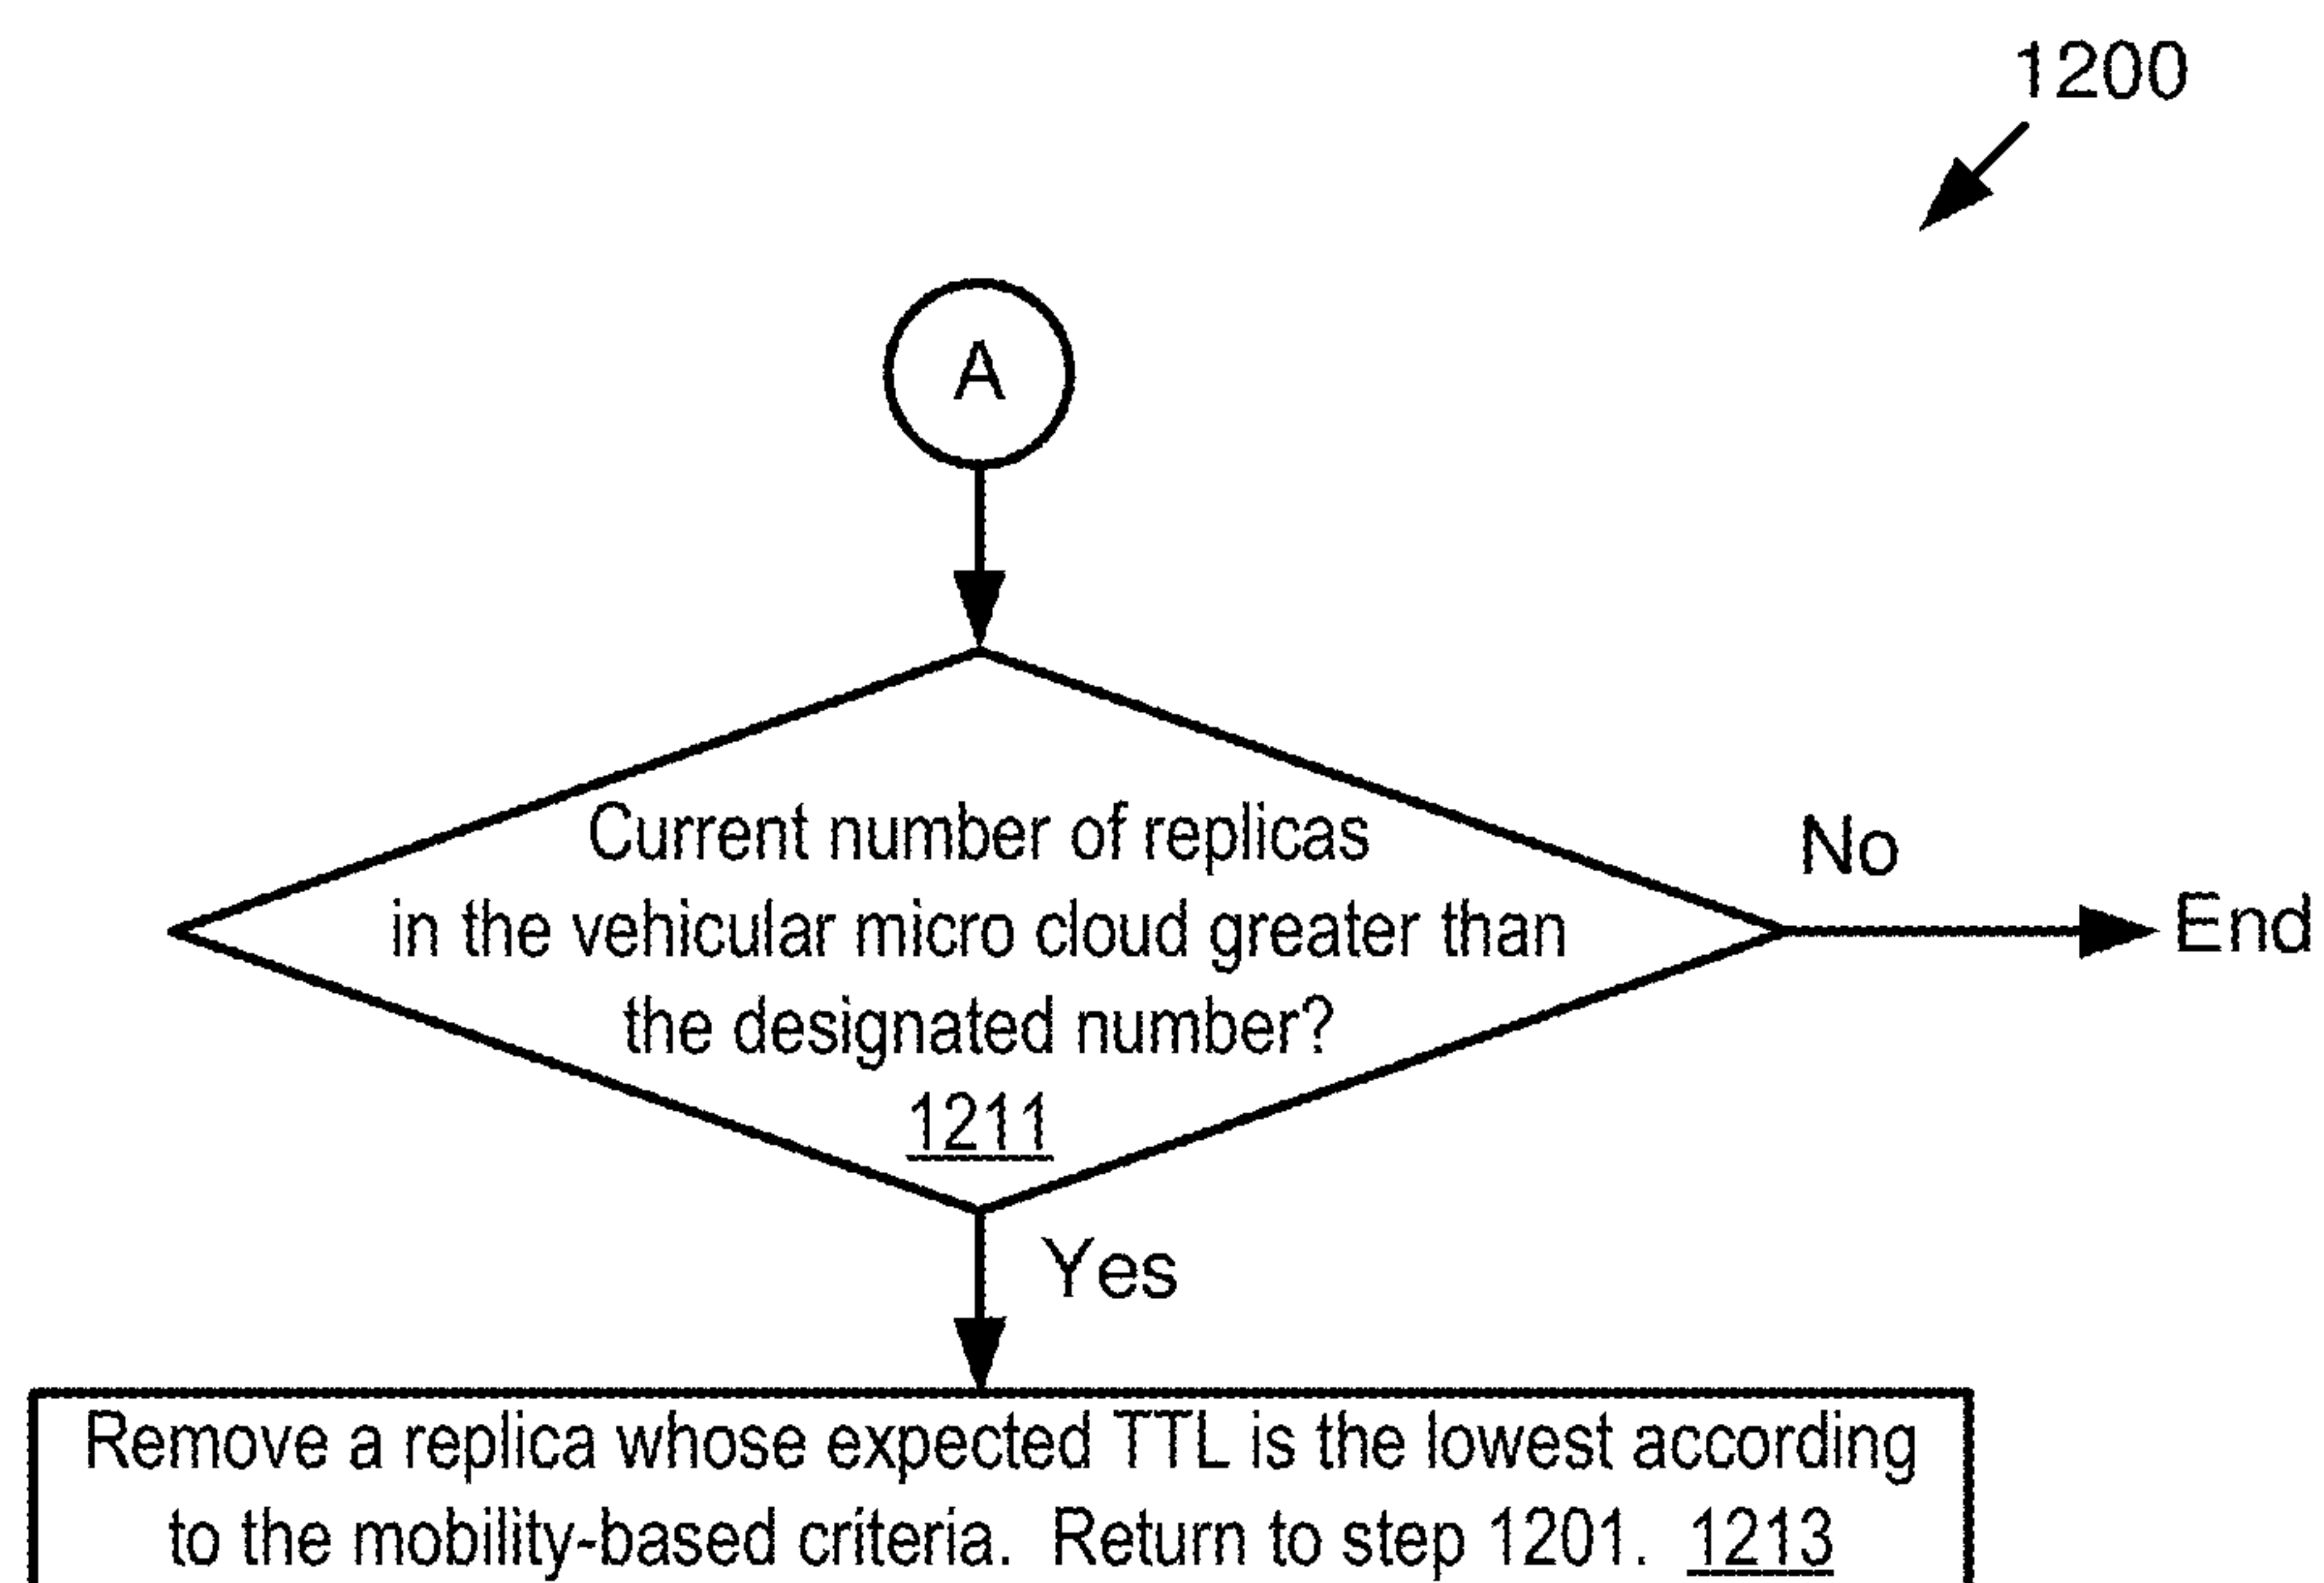 1200
A
Current number of replicas
in the vehicular micro cloud greater than
the designated number?
1211
No
End
Yes
Remove a replica whose expected TTL is the lowest according
to the mobility-based criteria. Return to step 1201. 1213